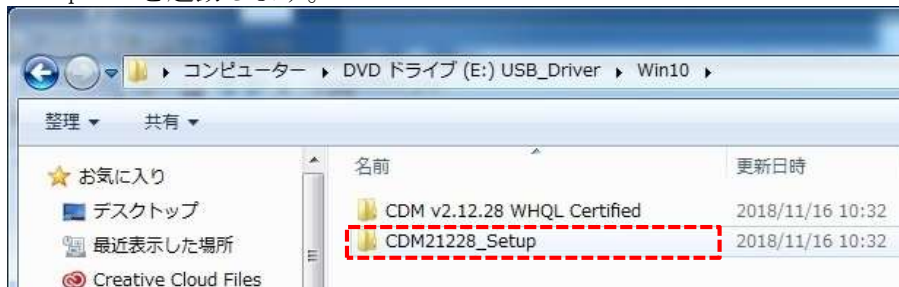 コンピューター ▸ DVD ドライブ (E:) USB_Driver ▸ Win10 ▸
整理 ▼ 共有 ▼
お気に入り
デスクトップ
最近表示した場所
Creative Cloud Files
名前 更新日時
CDM v2.12.28 WHQL Certified 2018/11/16 10:32
CDM21228_Setup 2018/11/16 10:32